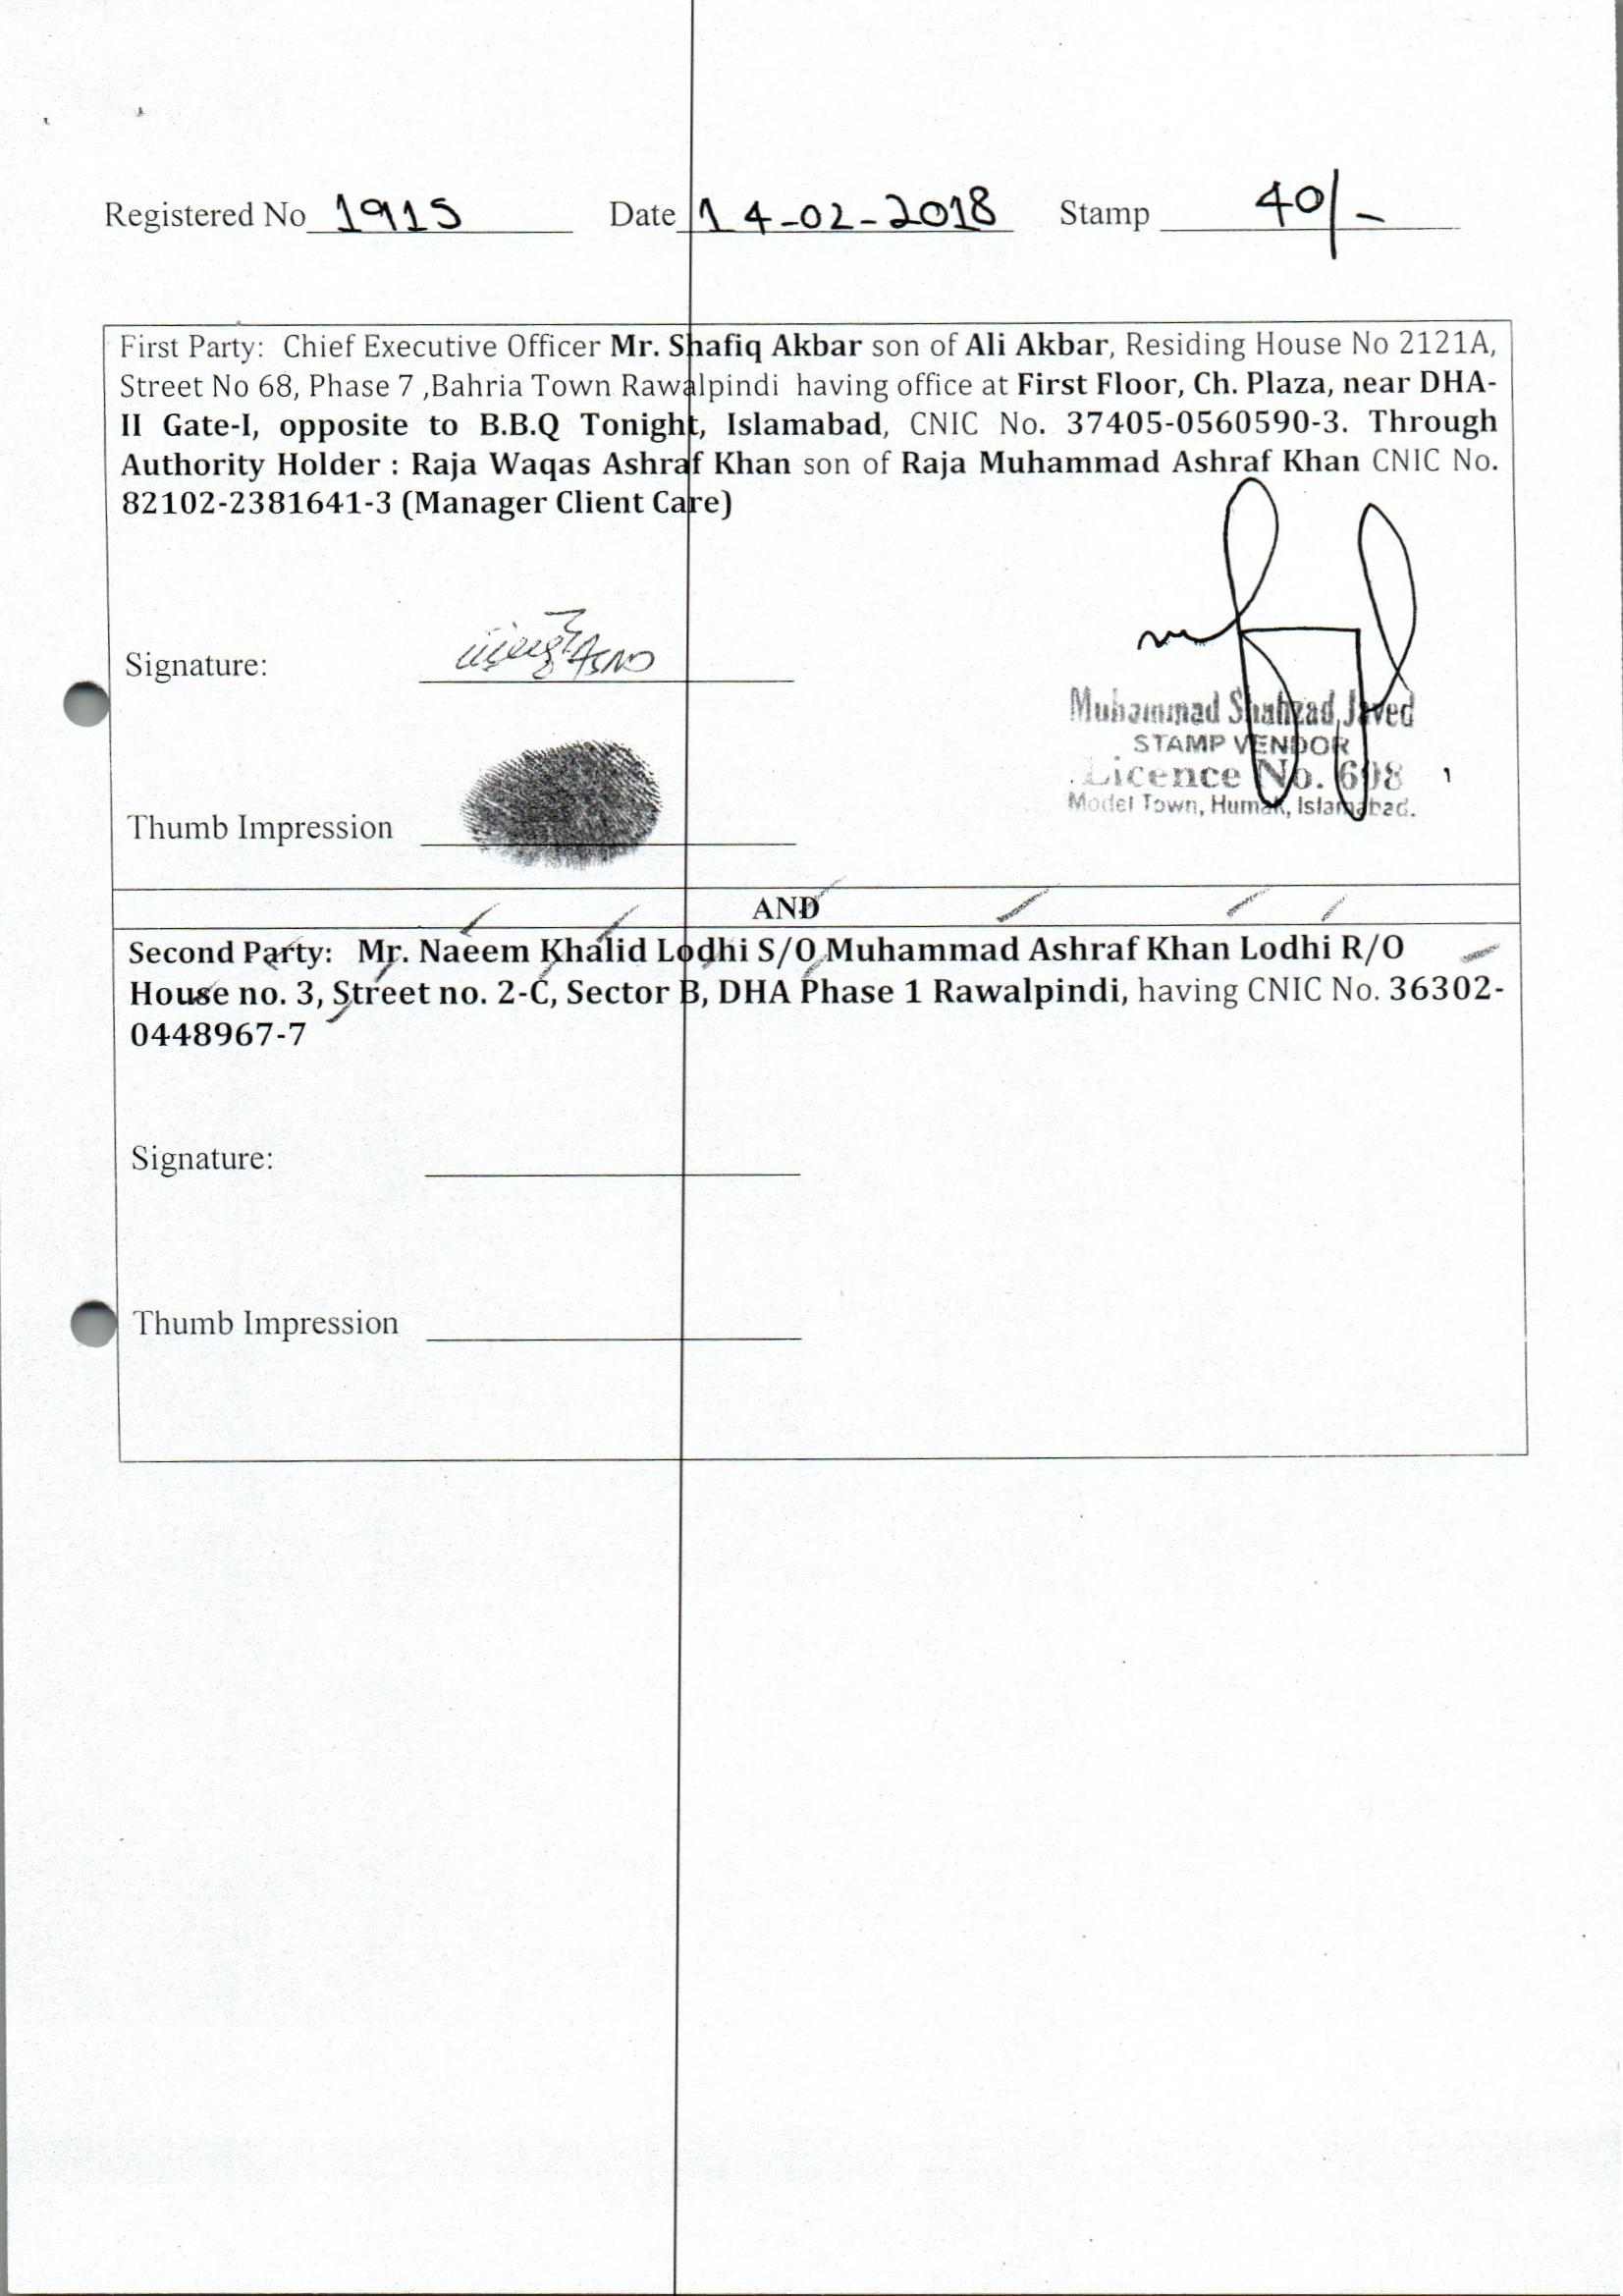 Registered No 1915 Date 14-02-2018 Stamp 40/-
First Party: Chief Executive Officer Mr. Shafiq Akbar son of Ali Akbar, Residing House No 2121A,
Street No 68, Phase 7 ,Bahria Town Rawalpindi having office at First Floor, Ch. Plaza, near DHA-
II Gate-I, opposite to B.B.Q Tonight, Islamabad, CNIC No. 37405-0560590-3. Through
Authority Holder : Raja Waqas Ashraf Khan son of Raja Muhammad Ashraf Khan CNIC No.
82102-2381641-3 (Manager Client Care)
Signature:
Muhammad Shahzad Javed
STAMP VENDOR
Licence No. 608
Model Town, Humak, Islamabad.
Thumb Impression
AND
Second Party: Mr. Naeem Khalid Lodhi S/O Muhammad Ashraf Khan Lodhi R/O
House no. 3, Street no. 2-C, Sector B, DHA Phase 1 Rawalpindi, having CNIC No. 36302-
0448967-7
Signature:
Thumb Impression